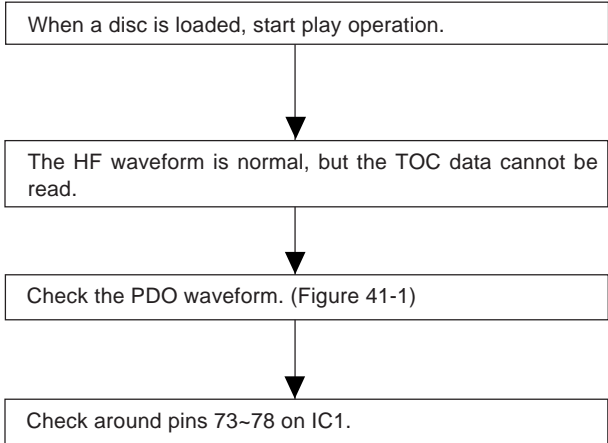 When a disc is loaded, start play operation.
The HF waveform is normal, but the TOC data cannot be
read.
Check the PDO waveform. (Figure 41-1)
Check around pins 73~78 on IC1.